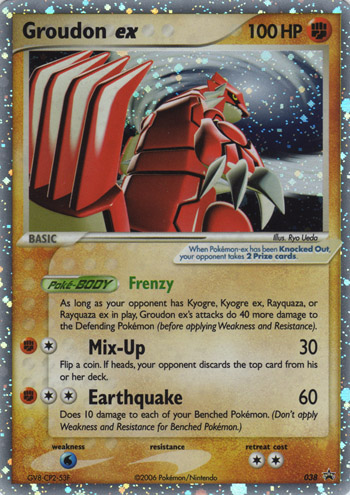 Groudon ex 100 HP
Illus. Ryo Ueda
BASIC
When Pokémon-ex has been Knocked Out,
your opponent takes 2 Prize cards.
Poké-BODY Frenzy
As long as your opponent has Kyogre, Kyogre ex, Rayquaza, or
Rayquaza ex in play, Groudon ex's attacks do 40 more damage to
the Defending Pokémon (before applying Weakness and Resistance).
Mix-Up 30
Flip a coin. If heads, your opponent discards the top card from his
or her deck.
Earthquake 60
Does 10 damage to each of your Benched Pokémon. (Don't apply
Weakness and Resistance for Benched Pokémon.)
weakness resistance retreat cost
GVB-CP2-53F ©2006 Pokémon/Nintendo 038